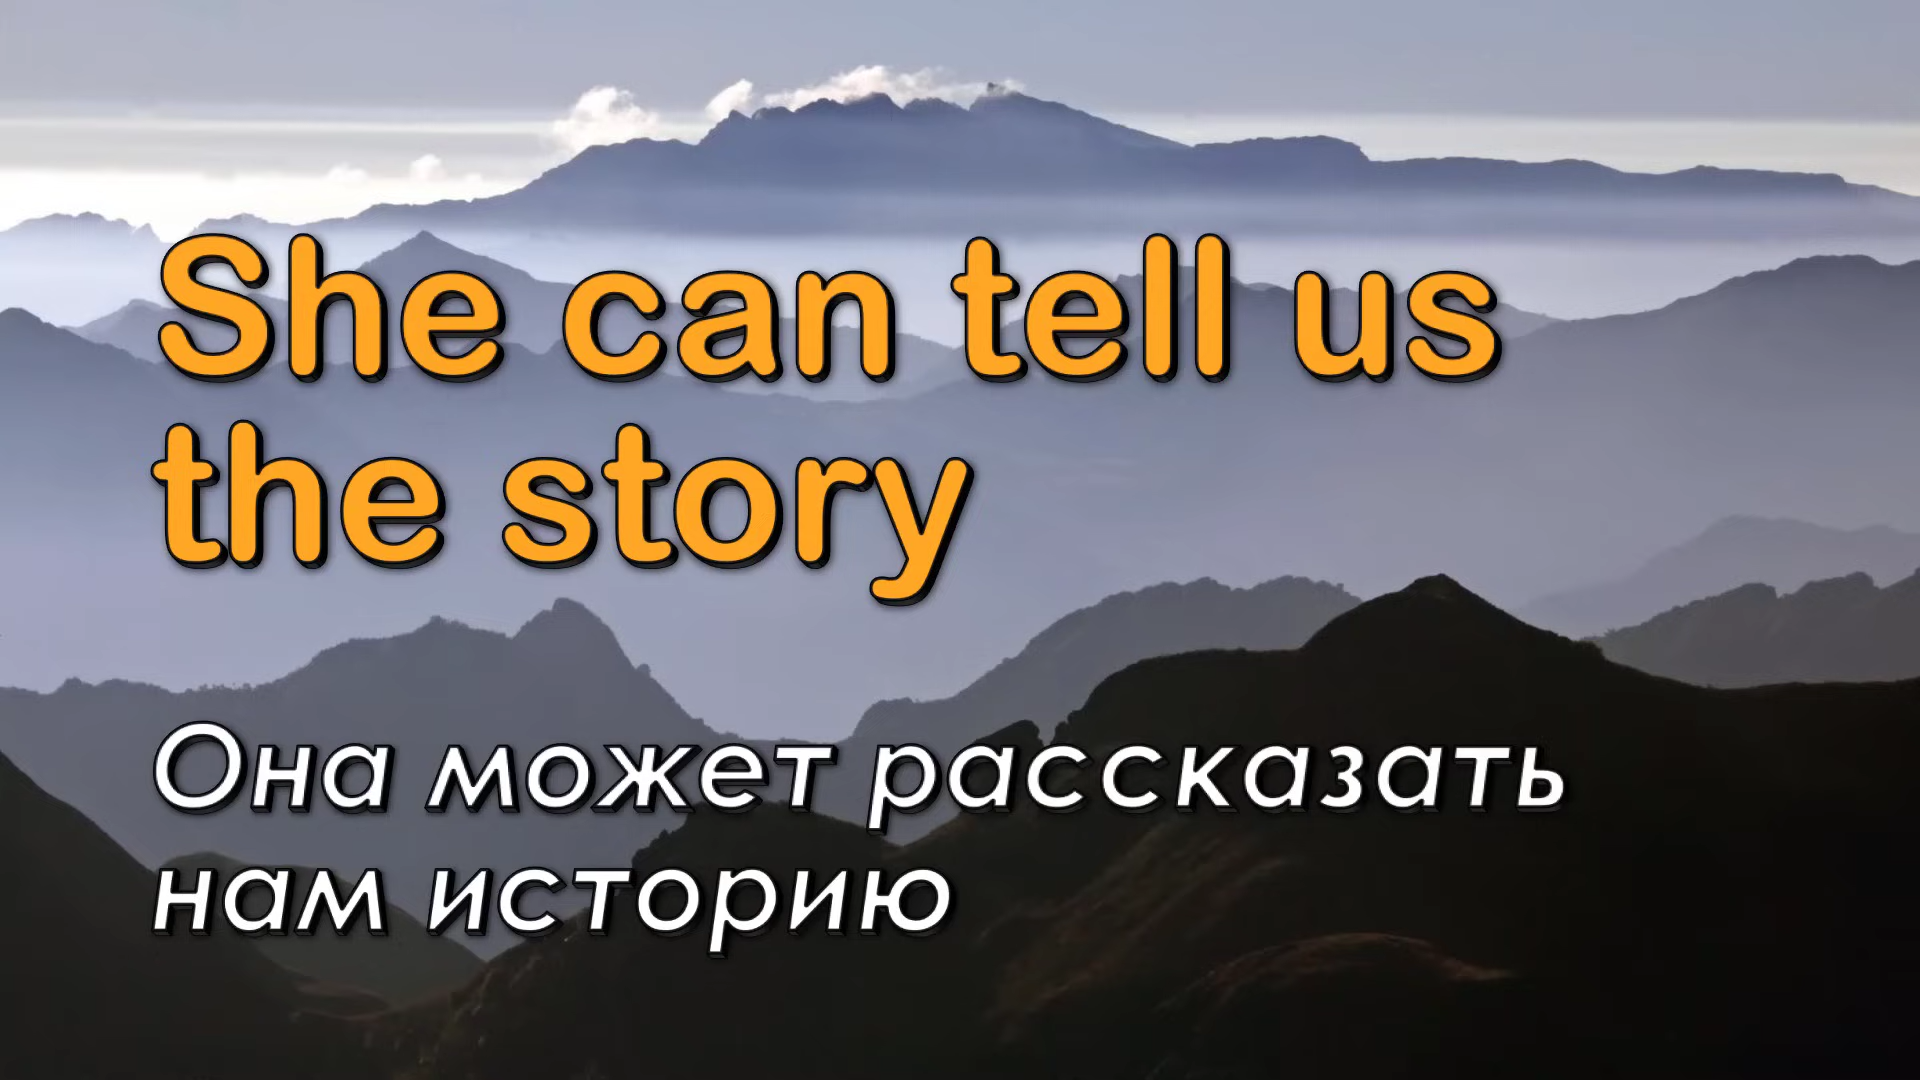 She can tell us
the story
Она может рассказать
нам историю